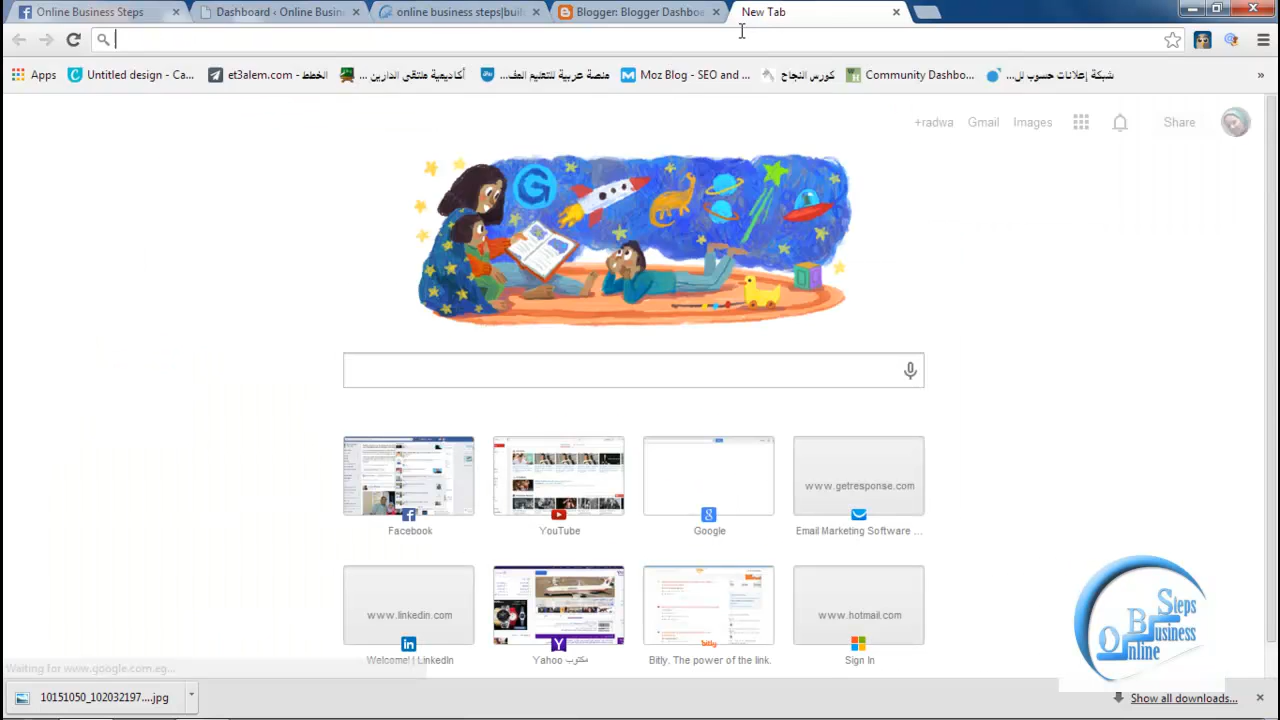 Online Business Steps
Dashboard ‹ Online Busin
online business steps|buil
Blogger: Blogger Dashboa
New Tab
Apps
Untitled design - Ca...
et3alem.com - الخطط
أكاديمية ملتقى الدارين ...
منصة عربية للتعليم المف...
Moz Blog - SEO and ...
كورس النجاح
Community Dashbo...
شبكة إعلانات حسوب لل...
»
+radwa
Gmail
Images
Share
G
www.getresponse.com
Facebook
YouTube
Google
Email Marketing Software ...
www.linkedin.com
www.hotmail.com
Welcome! | LinkedIn
Yahoo مكتوب
Bitly. The power of the link.
Sign In
Steps
Business
Online
Waiting for www.google.com.eg...
10151050_102032197....jpg
Show all downloads...